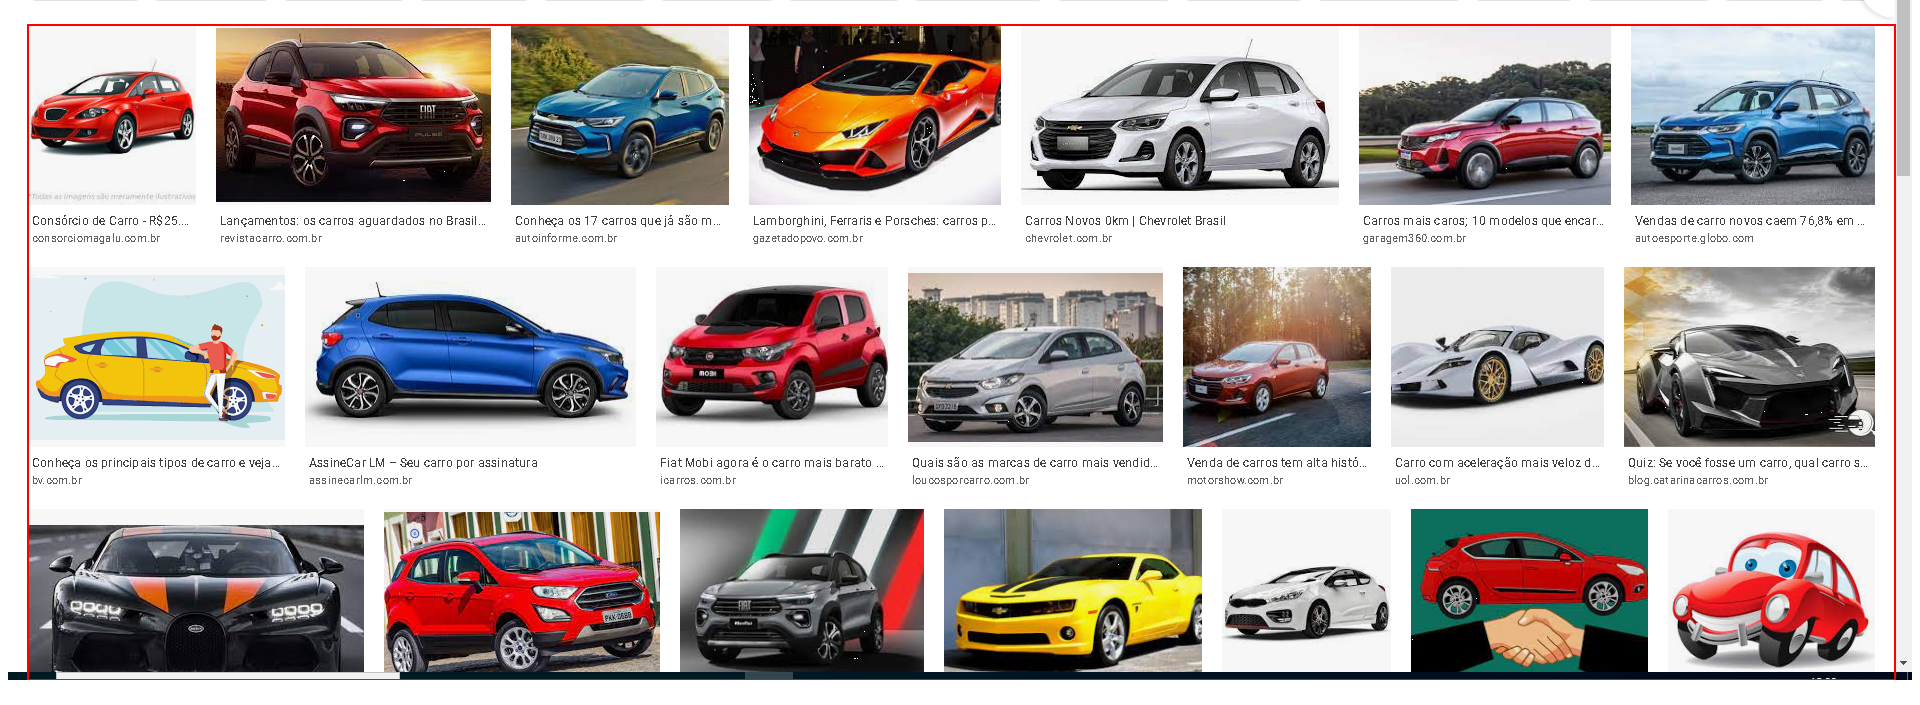 *Todas as imagens são meramente ilustrativas
FIAT
PULSE
Consórcio de Carro - R$25....
consorciomagalu.com.br
Lançamentos: os carros aguardados no Brasil...
revistacarro.com.br
Conheça os 17 carros que já são m...
autoinforme.com.br
Lamborghini, Ferraris e Porsches: carros p...
gazetadopovo.com.br
Carros Novos 0km | Chevrolet Brasil
chevrolet.com.br
Carros mais caros; 10 modelos que encar...
garagem360.com.br
Vendas de carro novos caem 76,8% em ...
autoesporte.globo.com
MOBI
Conheça os principais tipos de carro e veja...
bv.com.br
AssineCar LM – Seu carro por assinatura
assinecarlm.com.br
Fiat Mobi agora é o carro mais barato ...
icarros.com.br
Quais são as marcas de carro mais vendid...
loucosporcarro.com.br
Venda de carros tem alta histó...
motorshow.com.br
Carro com aceleração mais veloz d...
uol.com.br
Quiz: Se você fosse um carro, qual carro s...
blog.catarinacarros.com.br
FIAT